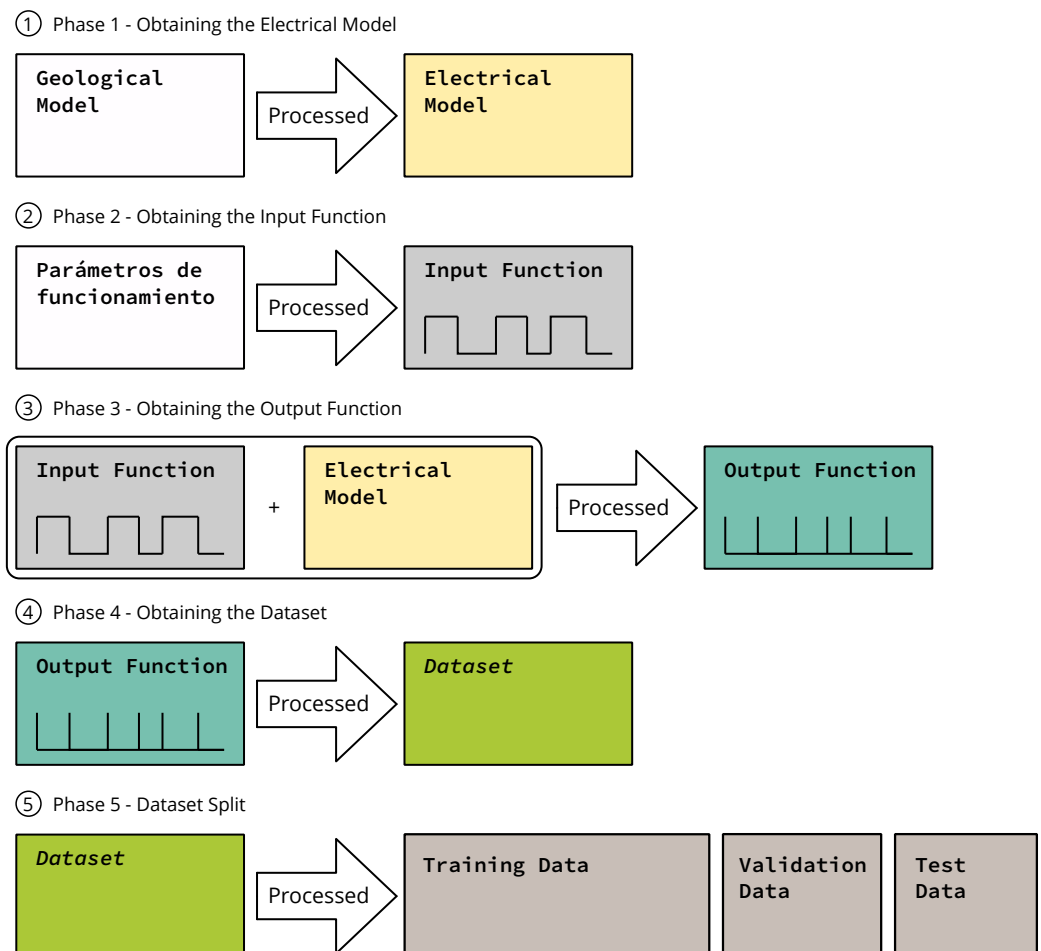 1 Phase 1 - Obtaining the Electrical Model
Geological
Model
Processed
Electrical
Model
2 Phase 2 - Obtaining the Input Function
Parámetros de
funcionamiento
Processed
Input Function
3 Phase 3 - Obtaining the Output Function
Input Function
+
Electrical
Model
Processed
Output Function
4 Phase 4 - Obtaining the Dataset
Output Function
Processed
Dataset
5 Phase 5 - Dataset Split
Dataset
Processed
Training Data
Validation
Data
Test
Data